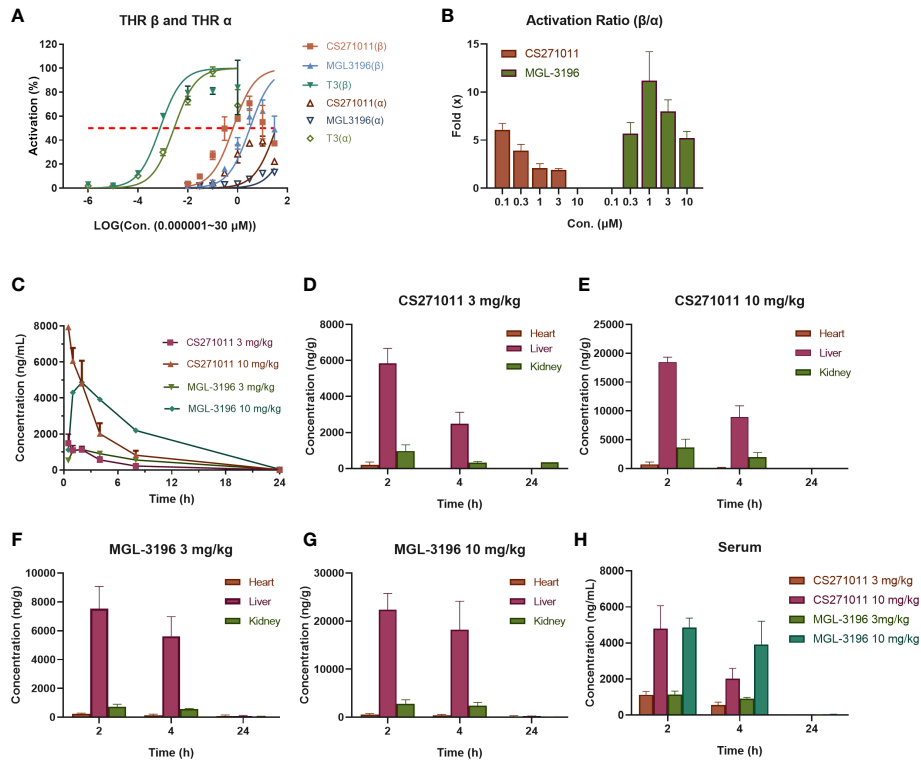 A
THR β and THR α
Activation (%)
120
100
80
60
40
20
0
-6
-4
-2
0
2
LOG(Con. (0.000001~30 µM))
CS271011(β)
MGL3196(β)
T3(β)
CS271011(α)
MGL3196(α)
T3(α)
B
Activation Ratio (β/α)
Fold (x)
15
10
5
0
CS271011
MGL-3196
0.1
0.3
1
3
10
0.1
0.3
1
3
10
Con. (µM)
C
Concentration (ng/mL)
8000
6000
4000
2000
0
0
6
12
18
24
Time (h)
CS271011 3 mg/kg
CS271011 10 mg/kg
MGL-3196 3 mg/kg
MGL-3196 10 mg/kg
D
CS271011 3 mg/kg
Concentration (ng/g)
8000
6000
4000
2000
0
2
4
24
Time (h)
Heart
Liver
Kidney
E
CS271011 10 mg/kg
Concentration (ng/g)
25000
20000
15000
10000
5000
0
2
4
24
Time (h)
Heart
Liver
Kidney
F
MGL-3196 3 mg/kg
Concentration (ng/g)
10000
8000
6000
4000
2000
0
2
4
24
Time (h)
Heart
Liver
Kidney
G
MGL-3196 10 mg/kg
Concentration (ng/g)
30000
20000
10000
0
2
4
24
Time (h)
Heart
Liver
Kidney
H
Serum
Concentration (ng/mL)
8000
6000
4000
2000
0
2
4
24
Time (h)
CS271011 3 mg/kg
CS271011 10 mg/kg
MGL-3196 3mg/kg
MGL-3196 10 mg/kg